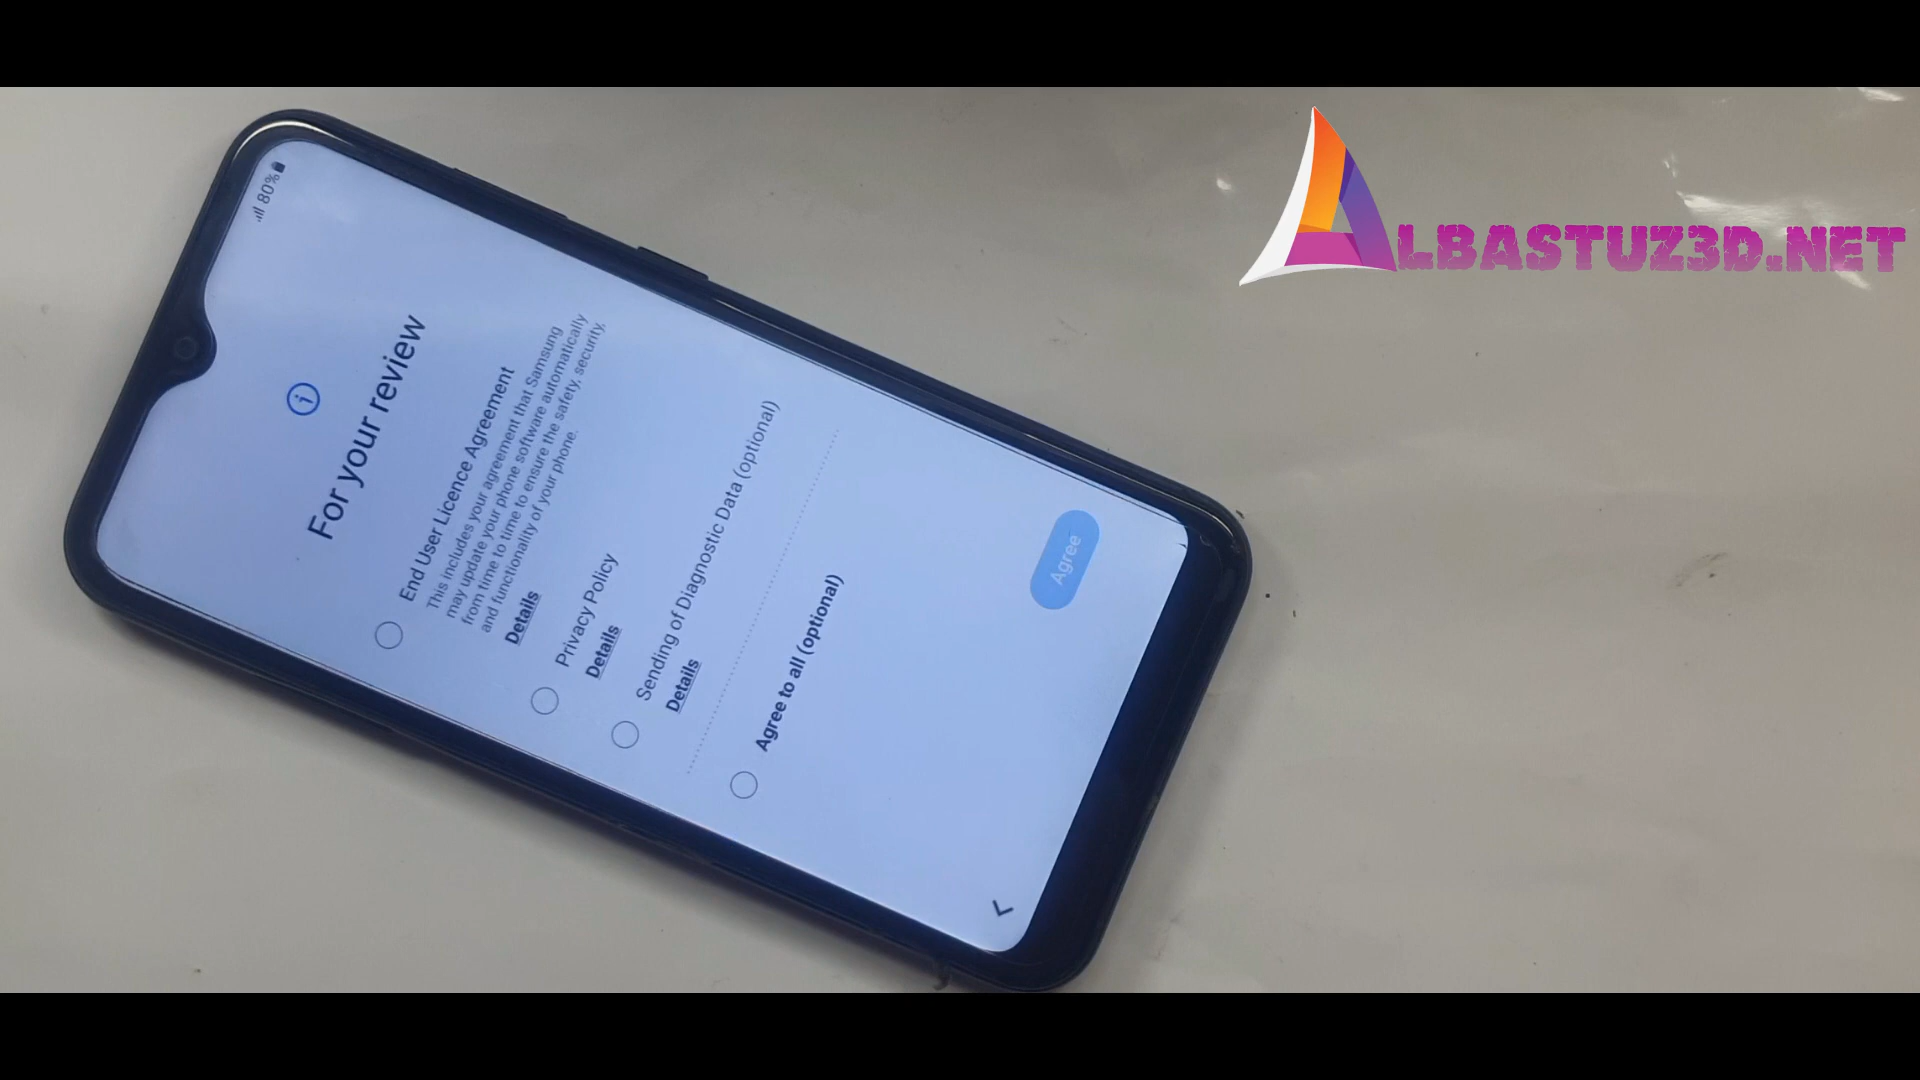 80%
For your review
End User Licence Agreement
This includes your agreement that Samsung
may update your phone software automatically
from time to time to ensure the safety, security,
and functionality of your phone.
Details
Privacy Policy
Details
Sending of Diagnostic Data (optional)
Details
Agree to all (optional)
Agree
ALBASTUZ3D.NET